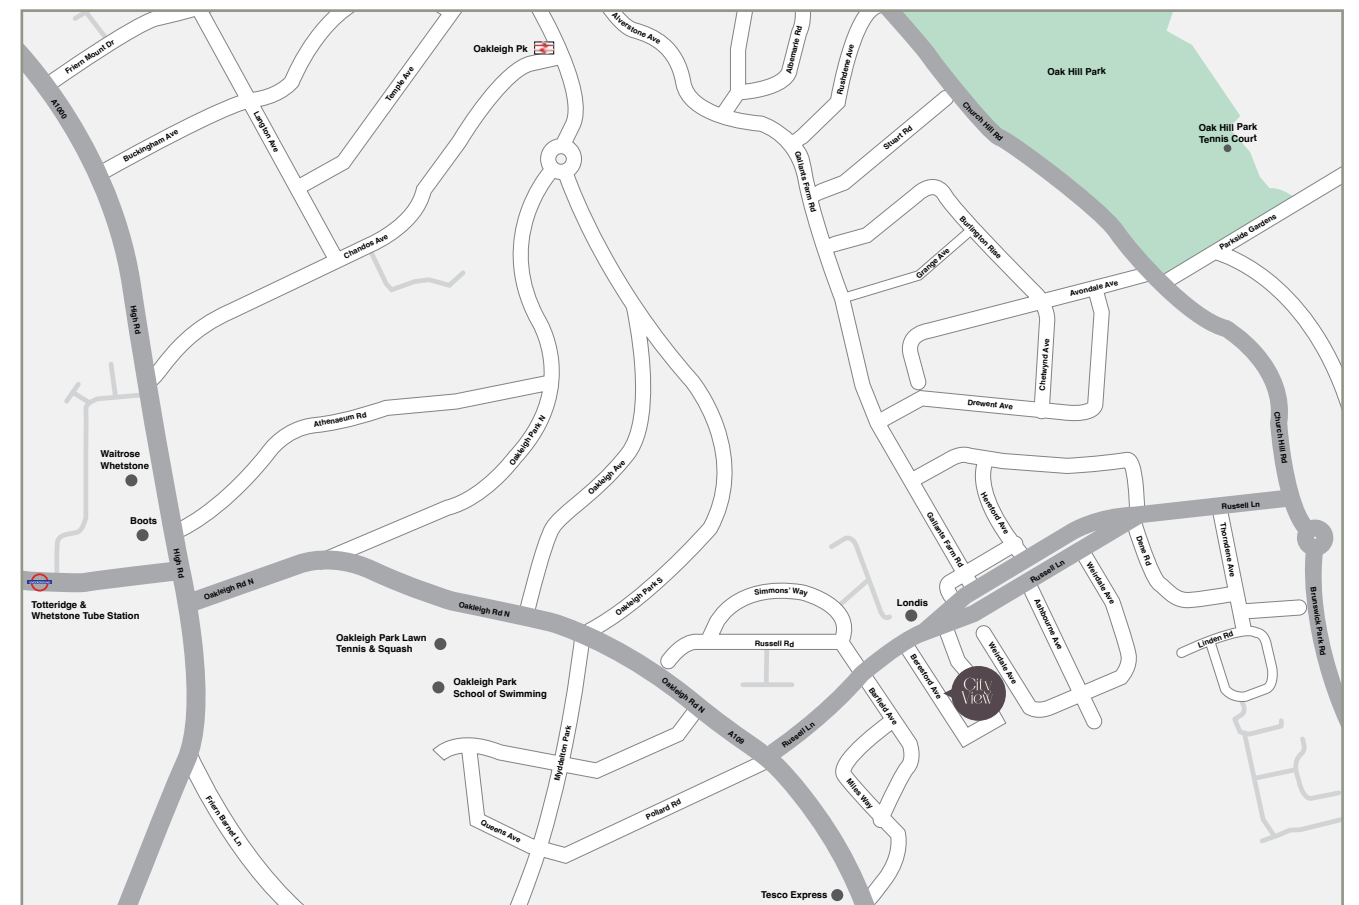 Friern Mount Dr
A1000
Buckingham Ave
Langton Ave
Temple Ave
Oakleigh Pk
Alverstone Ave
Albemarle Rd
Rushdene Ave
Church Hill Rd
Oak Hill Park
Oak Hill Park
Tennis Court
Stuart Rd
Gallants Farm Rd
Chandos Ave
Burlington Rise
Grange Ave
Parkside Gardens
Avondale Ave
High Rd
Chetwynd Ave
Drewent Ave
Athenaeum Rd
Oakleigh Park N
Church Hill Rd
Waitrose
Whetstone
Oakleigh Ave
Boots
Hereford Ave
Gallants Farm Rd
Russell Ln
Dene Rd
Thorndene Ave
High Rd
Oakleigh Rd N
Totteridge &
Whetstone Tube Station
Oakleigh Rd N
Oakleigh Park S
Simmons' Way
Russell Ln
Weirdale Ave
Londis
Ashbourne Ave
Brunswick Park Rd
Oakleigh Park Lawn
Tennis & Squash
Russell Rd
Linden Rd
Beresford Ave
Weirdale Ave
Oakleigh Park
School of Swimming
Oakleigh Rd N
City
View
Barfield Ave
A109
Russell Ln
Myddelton Park
Miles Way
Pollard Rd
Friern Barnet Ln
Queens Ave
Tesco Express